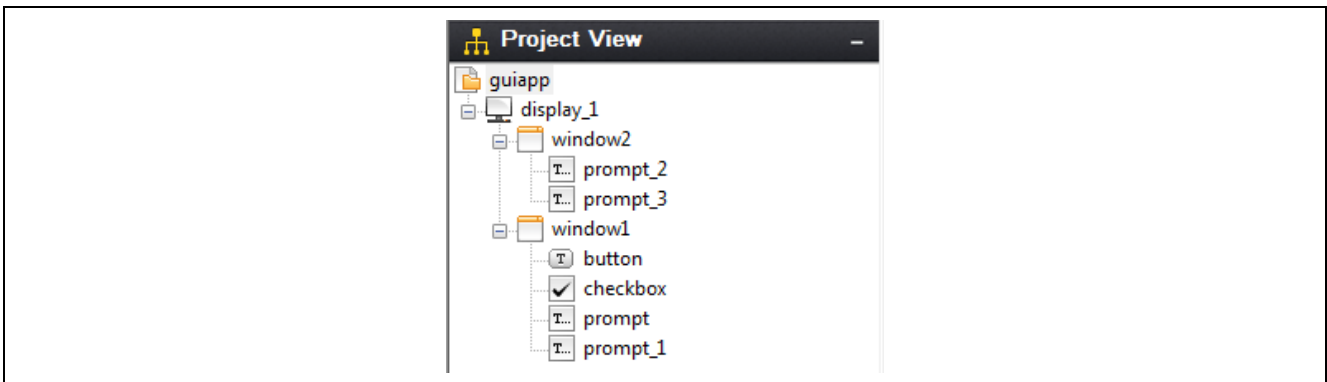 Project View
guiapp
display_1
window2
T... prompt_2
T... prompt_3
window1
T button
checkbox
T... prompt
T... prompt_1